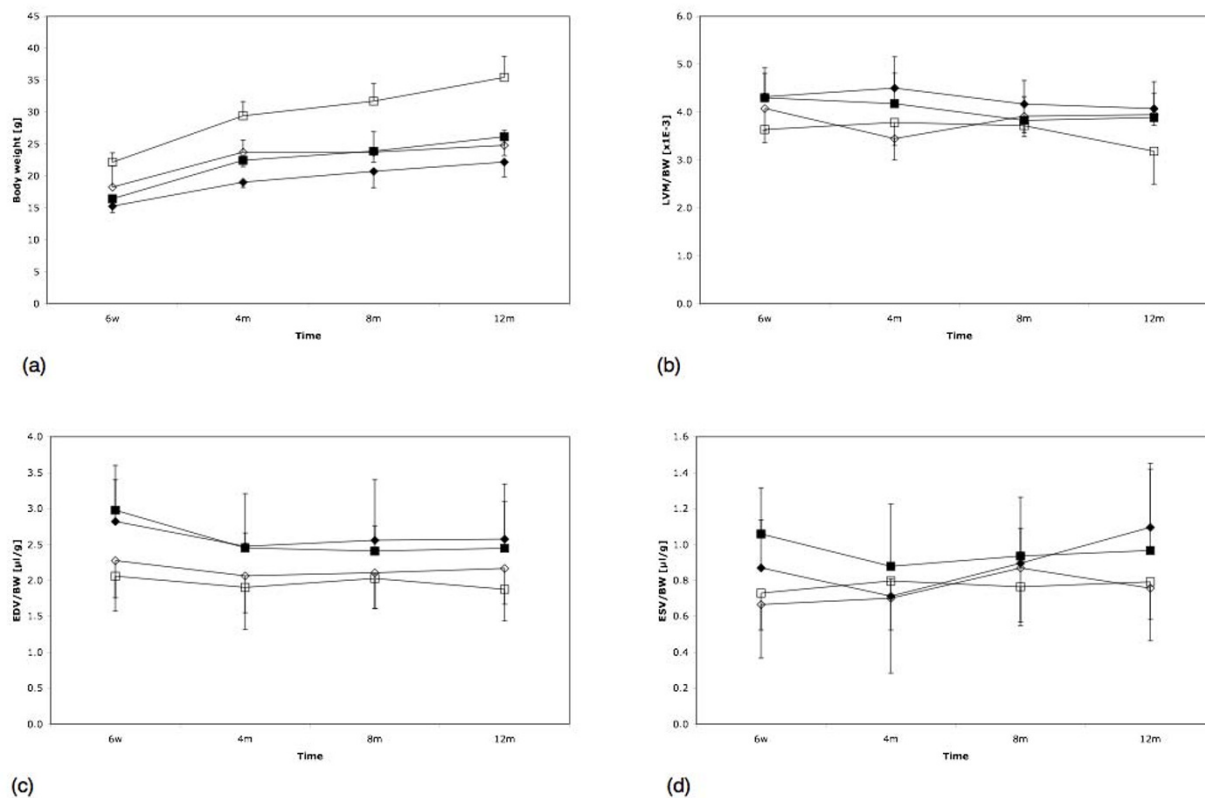 45
40
35
30
25
20
15
10
5
0
Body weight [g]
6w 4m 8m 12m
Time
(a)
6.0
5.0
4.0
3.0
2.0
1.0
0.0
LVM/BW [x1E-3]
6w 4m 8m 12m
Time
(b)
4.0
3.5
3.0
2.5
2.0
1.5
1.0
0.5
0.0
EDV/BW [µl/g]
6w 4m 8m 12m
Time
(c)
1.6
1.4
1.2
1.0
0.8
0.6
0.4
0.2
0.0
ESV/BW [µl/g]
6w 4m 8m 12m
Time
(d)